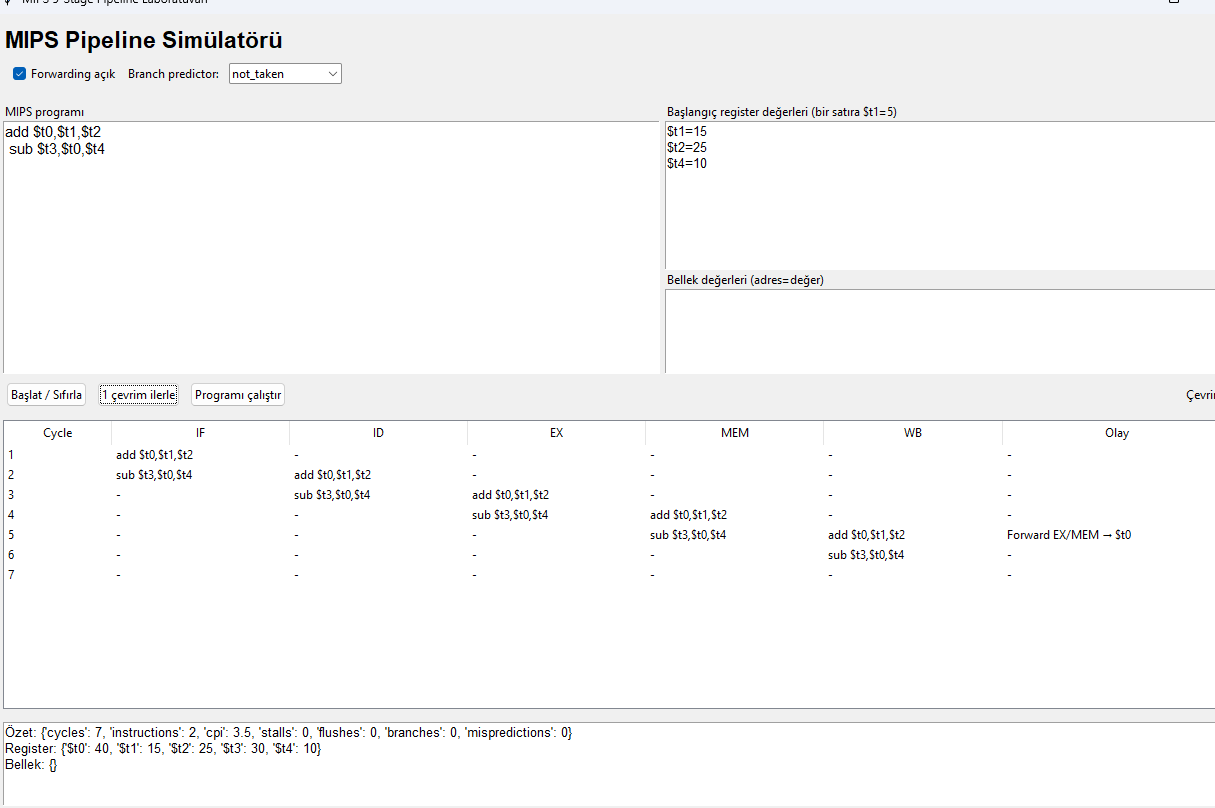 MIPS 5-Stage Pipeline Laboratuvarı
MIPS Pipeline Simülatörü
Forwarding açık Branch predictor: not_taken
MIPS programı
add $t0,$t1,$t2
sub $t3,$t0,$t4
Başlangıç register değerleri (bir satıra $t1=5)
$t1=15
$t2=25
$t4=10
Bellek değerleri (adres=değer)
Başlat / Sıfırla 1 çevrim ilerle Programı çalıştır
Cycle IF ID EX MEM WB Olay
1 add $t0,$t1,$t2 - - - - -
2 sub $t3,$t0,$t4 add $t0,$t1,$t2 - - - -
3 - sub $t3,$t0,$t4 add $t0,$t1,$t2 - - -
4 - - sub $t3,$t0,$t4 add $t0,$t1,$t2 - -
5 - - - sub $t3,$t0,$t4 add $t0,$t1,$t2 Forward EX/MEM → $t0
6 - - - - sub $t3,$t0,$t4 -
7 - - - - - -
Özet: {'cycles': 7, 'instructions': 2, 'cpi': 3.5, 'stalls': 0, 'flushes': 0, 'branches': 0, 'mispredictions': 0}
Register: {'$t0': 40, '$t1': 15, '$t2': 25, '$t3': 30, '$t4': 10}
Bellek: {}